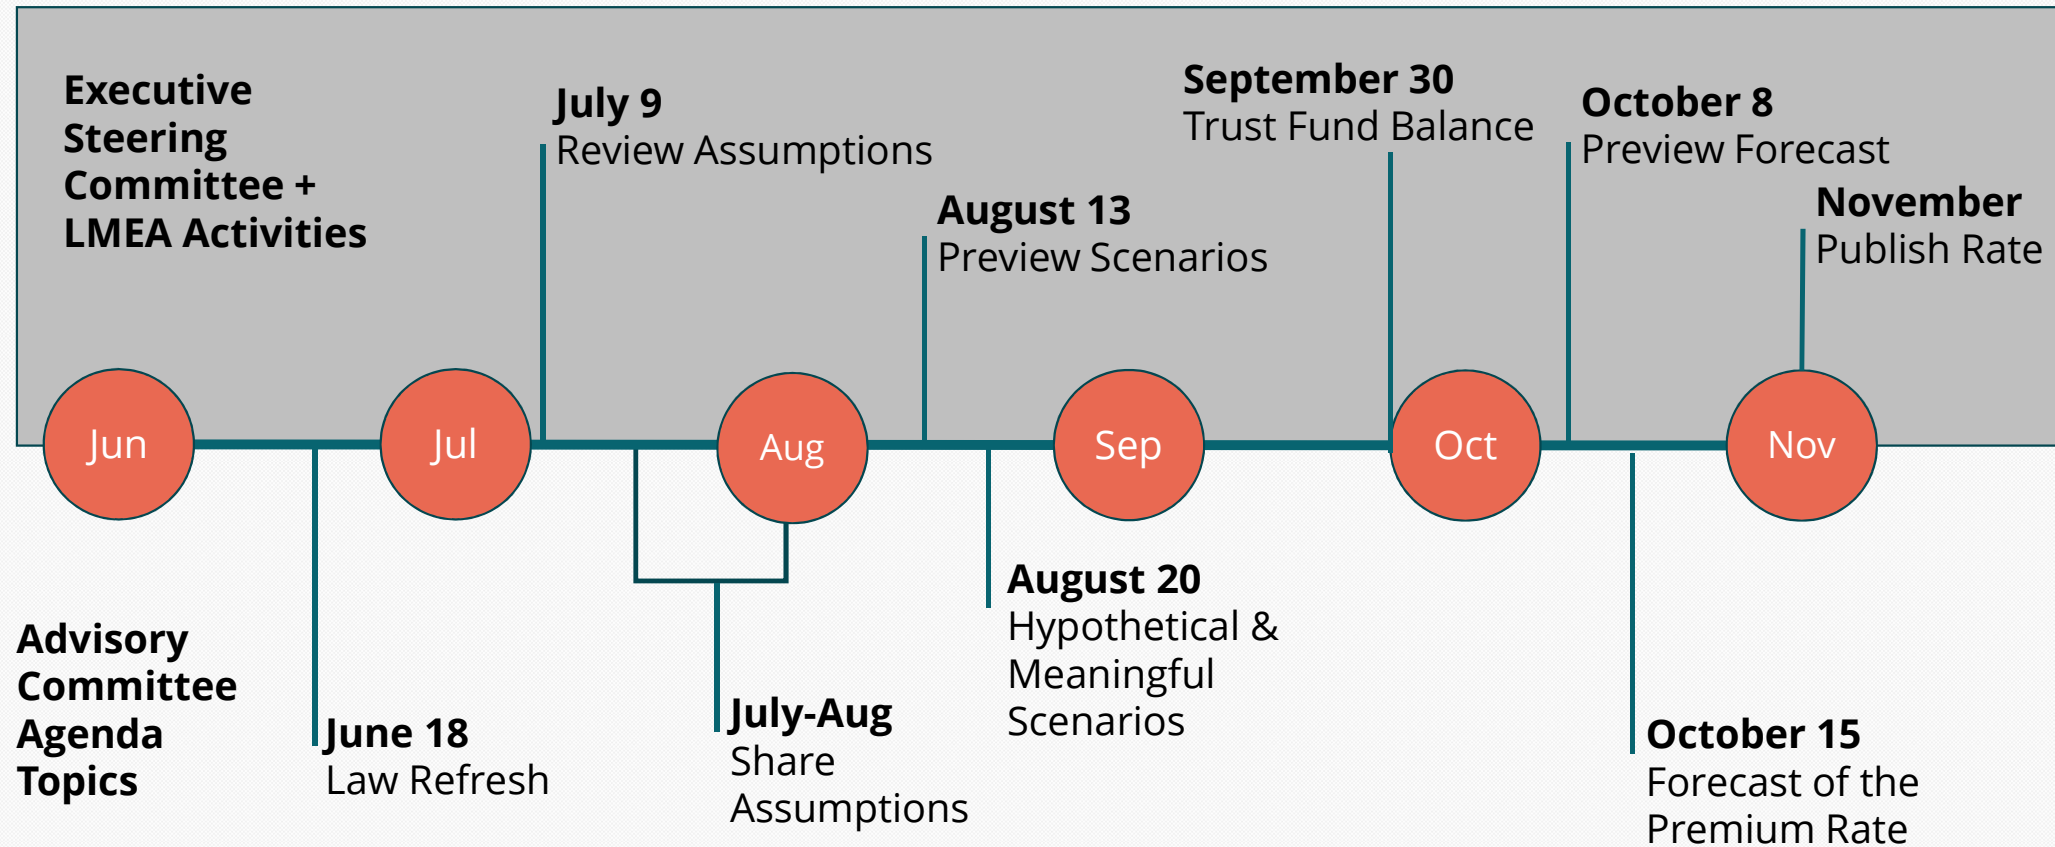 Executive
Steering
Committee +
LMEA Activities
July 9
Review Assumptions
August 13
Preview Scenarios
September 30
Trust Fund Balance
October 8
Preview Forecast
November
Publish Rate
Jun
Jul
Aug
Sep
Oct
Nov
Advisory
Committee
Agenda
Topics
June 18
Law Refresh
July-Aug
Share
Assumptions
August 20
Hypothetical &
Meaningful
Scenarios
October 15
Forecast of the
Premium Rate